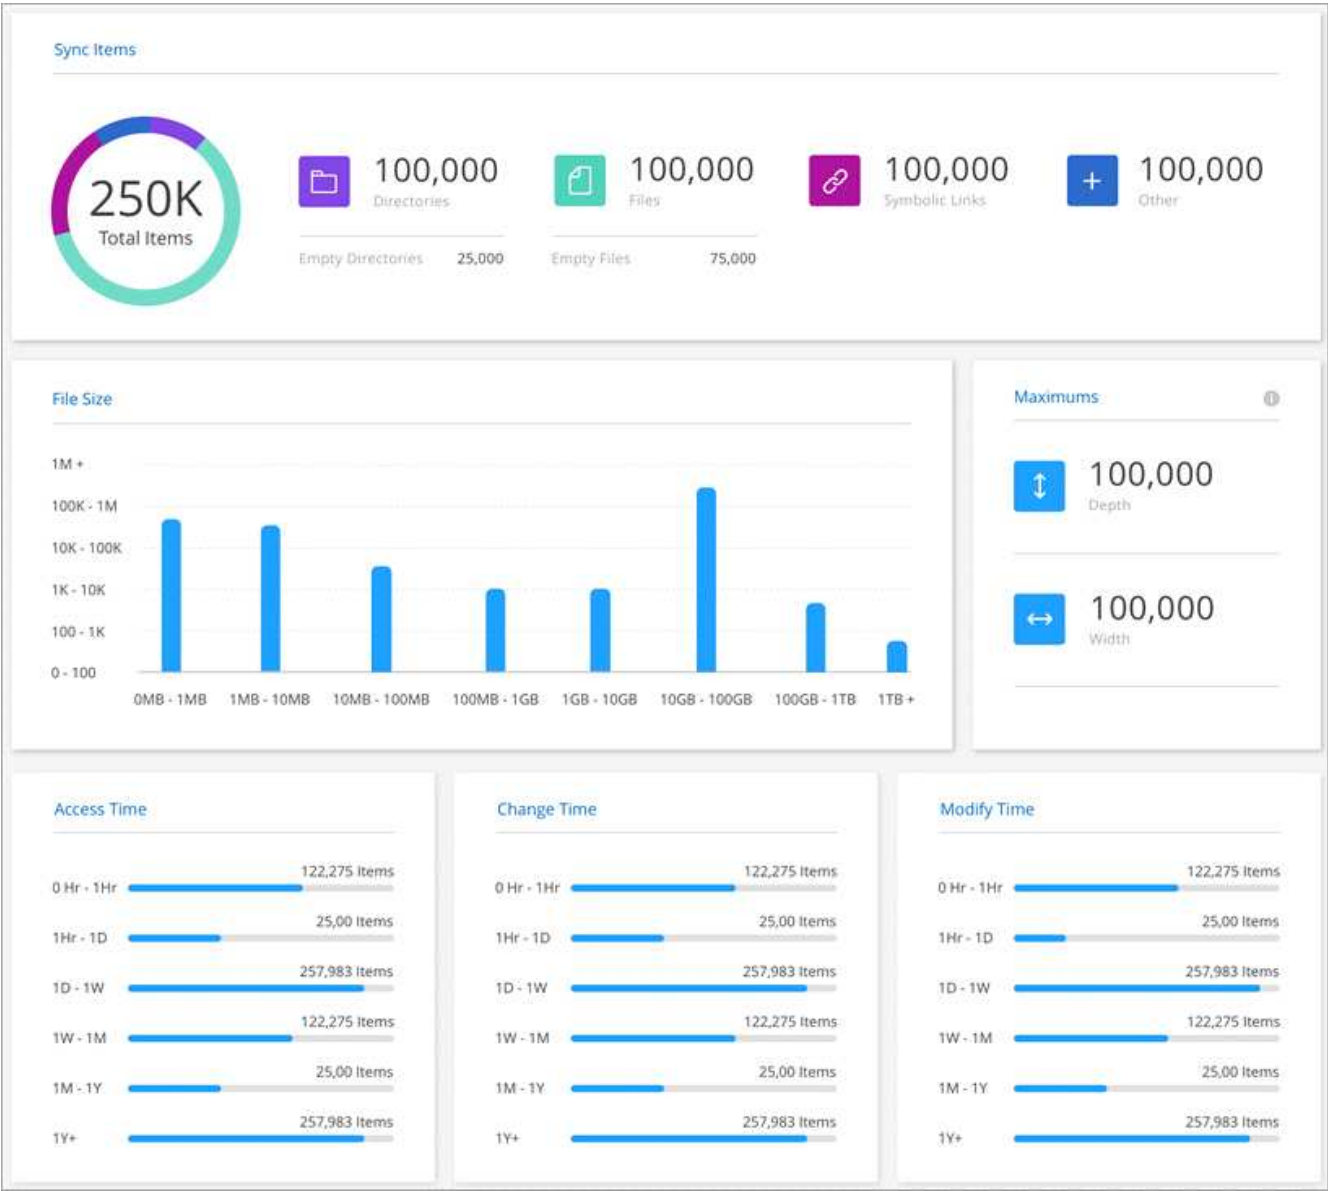 Sync Items
250K
Total Items
100,000
Directories
Empty Directories 25,000
100,000
Files
Empty Files 75,000
100,000
Symbolic Links
100,000
Other
File Size
1M +
100K - 1M
10K - 100K
1K - 10K
100 - 1K
0 - 100
0MB - 1MB 1MB - 10MB 10MB - 100MB 100MB - 1GB 1GB - 10GB 10GB - 100GB 100GB - 1TB 1TB +
Maximums
100,000
Depth
100,000
Width
Access Time
122,275 Items
0 Hr - 1Hr
25,00 Items
1Hr - 1D
257,983 Items
1D - 1W
122,275 Items
1W - 1M
25,00 Items
1M - 1Y
257,983 Items
1Y+
Change Time
122,275 Items
0 Hr - 1Hr
25,00 Items
1Hr - 1D
257,983 Items
1D - 1W
122,275 Items
1W - 1M
25,00 Items
1M - 1Y
257,983 Items
1Y+
Modify Time
122,275 Items
0 Hr - 1Hr
25,00 Items
1Hr - 1D
257,983 Items
1D - 1W
122,275 Items
1W - 1M
25,00 Items
1M - 1Y
257,983 Items
1Y+